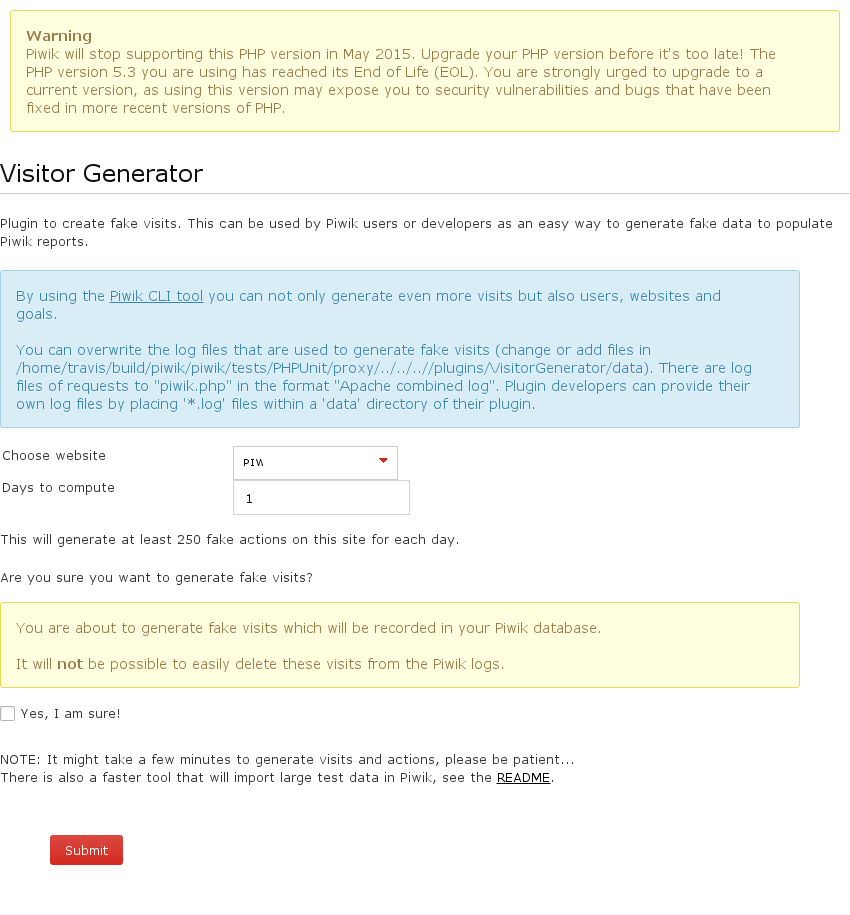 Warning
Piwik will stop supporting this PHP version in May 2015. Upgrade your PHP version before it's too late! The
PHP version 5.3 you are using has reached its End of Life (EOL). You are strongly urged to upgrade to a
current version, as using this version may expose you to security vulnerabilities and bugs that have been
fixed in more recent versions of PHP.
Visitor Generator
Plugin to create fake visits. This can be used by Piwik users or developers as an easy way to generate fake data to populate
Piwik reports.
By using the Piwik CLI tool you can not only generate even more visits but also users, websites and
goals.
You can overwrite the log files that are used to generate fake visits (change or add files in
/home/travis/build/piwik/piwik/tests/PHPUnit/proxy/../../..//plugins/VisitorGenerator/data). There are log
files of requests to "piwik.php" in the format "Apache combined log". Plugin developers can provide their
own log files by placing '*.log' files within a 'data' directory of their plugin.
Choose website
PIW
Days to compute
1
This will generate at least 250 fake actions on this site for each day.
Are you sure you want to generate fake visits?
You are about to generate fake visits which will be recorded in your Piwik database.
It will not be possible to easily delete these visits from the Piwik logs.
Yes, I am sure!
NOTE: It might take a few minutes to generate visits and actions, please be patient...
There is also a faster tool that will import large test data in Piwik, see the README.
Submit